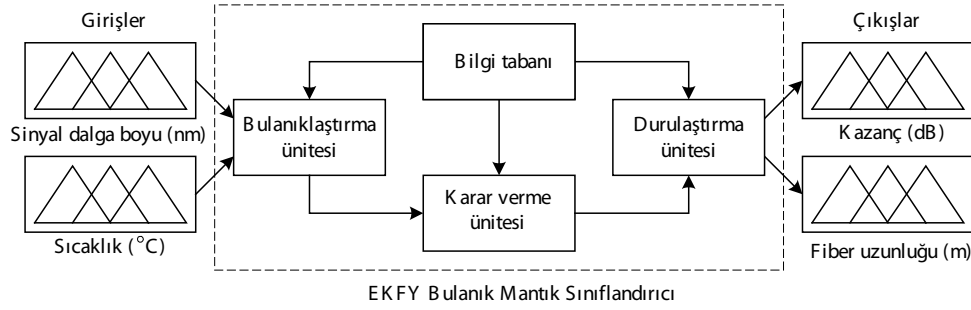 Girişler
Çıkışlar
Bilgi tabanı
Sinyal dalga boyu (nm)
Bulanıklaştırma
ünitesi
Durulaştırma
ünitesi
Kazanç (dB)
Karar verme
ünitesi
Sıcaklık (°C)
Fiber uzunluğu (m)
EKFY Bulanık Mantık Sınıflandırıcı